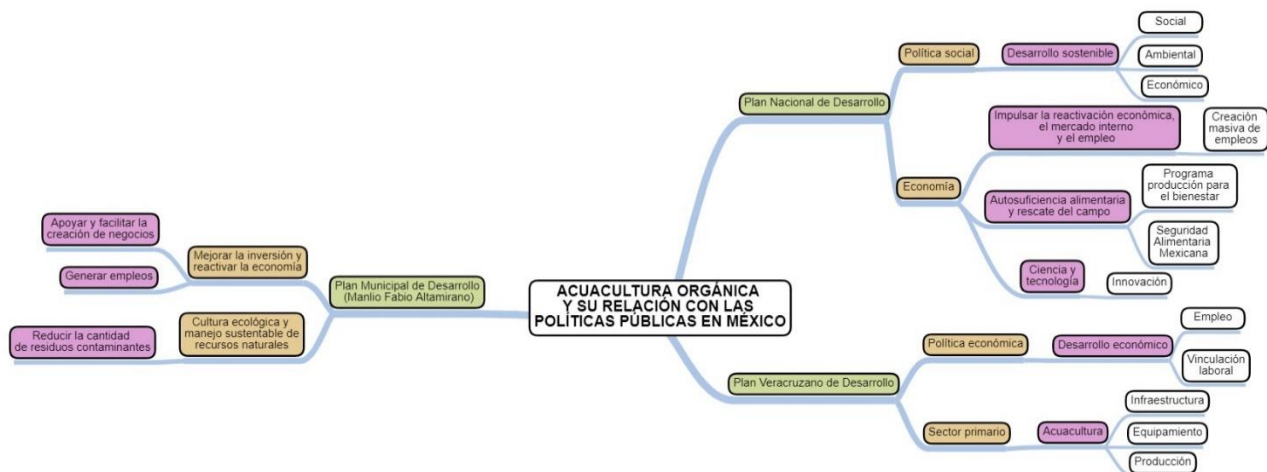 ACUACULTURA ORGÁNICA
Y SU RELACIÓN CON LAS
POLÍTICAS PÚBLICAS EN MÉXICO
Plan Nacional de Desarrollo
Política social
Desarrollo sostenible
Social
Ambiental
Económico
Economía
Impulsar la reactivación económica,
el mercado interno
y el empleo
Creación
masiva de
empleos
Autosuficiencia alimentaria
y rescate del campo
Programa
producción para
el bienestar
Seguridad
Alimentaria
Mexicana
Ciencia y
tecnología
Innovación
Plan Veracruzano de Desarrollo
Política económica
Desarrollo económico
Empleo
Vinculación
laboral
Sector primario
Acuacultura
Infraestructura
Equipamiento
Producción
Plan Municipal de Desarrollo
(Manlio Fabio Altamirano)
Mejorar la inversión y
reactivar la economía
Apoyar y facilitar la
creación de negocios
Generar empleos
Cultura ecológica y
manejo sustentable de
recursos naturales
Reducir la cantidad
de residuos contaminantes